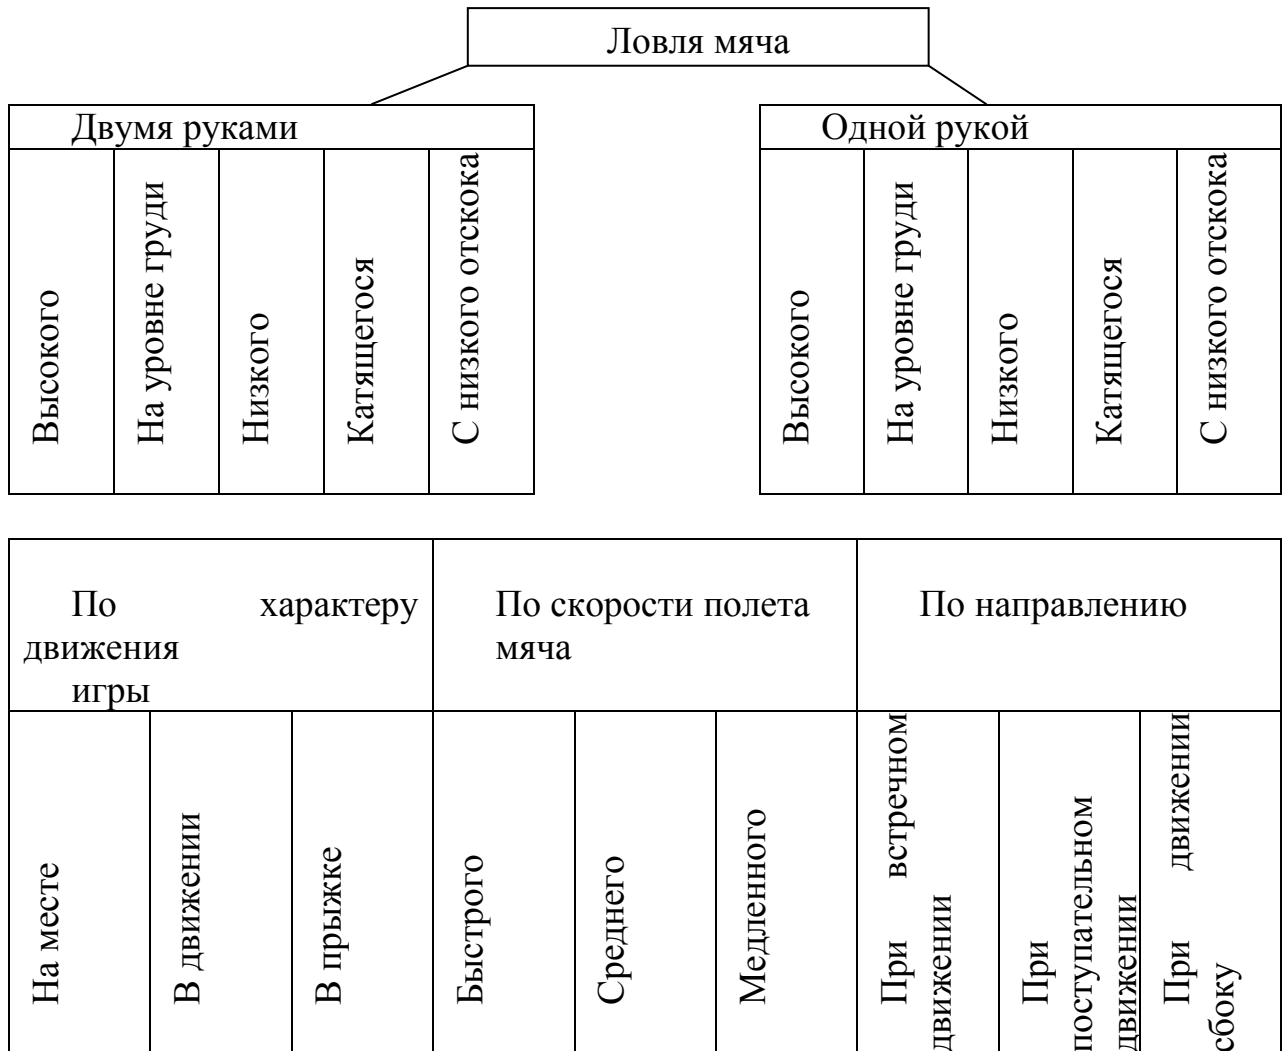 Ловля мяча
Двумя руками
Одной рукой
Высокого
На уровне груди
Низкого
Катящегося
С низкого отскока
Высокого
На уровне груди
Низкого
Катящегося
С низкого отскока
По характеру
движения
игры
По скорости полета
мяча
По направлению
На месте
В движении
В прыжке
Быстрого
Среднего
Медленного
При встречном
движении
При
поступательном
движении
При движении
сбоку